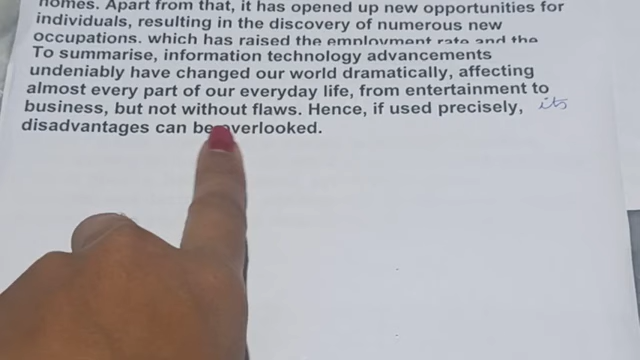 homes. Apart from that, it has opened up new opportunities for
individuals, resulting in the discovery of numerous new
occupations, which has raised the employment rate and the
To summarise, information technology advancements
undeniably have changed our world dramatically, affecting
almost every part of our everyday life, from entertainment to
business, but not without flaws. Hence, if used precisely, its
disadvantages can be overlooked.